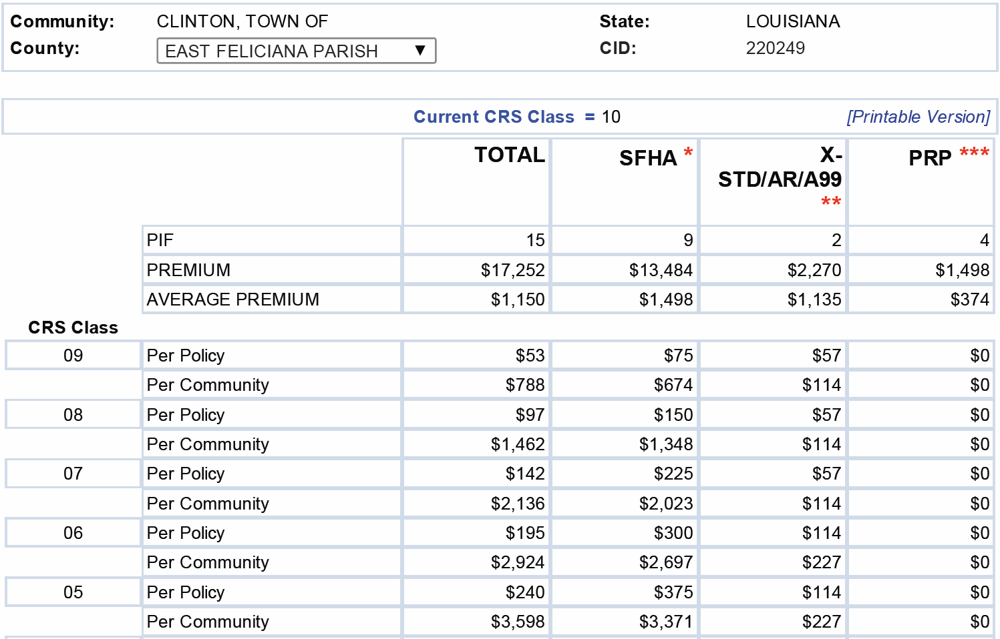 Community: CLINTON, TOWN OF State: LOUISIANA
County: EAST FELICIANA PARISH ▼ CID: 220249
Current CRS Class = 10 [Printable Version]
TOTAL SFHA * X-STD/AR/A99 ** PRP ***
PIF 15 9 2 4
PREMIUM $17,252 $13,484 $2,270 $1,498
AVERAGE PREMIUM $1,150 $1,498 $1,135 $374
CRS Class
09 Per Policy $53 $75 $57 $0
Per Community $788 $674 $114 $0
08 Per Policy $97 $150 $57 $0
Per Community $1,462 $1,348 $114 $0
07 Per Policy $142 $225 $57 $0
Per Community $2,136 $2,023 $114 $0
06 Per Policy $195 $300 $114 $0
Per Community $2,924 $2,697 $227 $0
05 Per Policy $240 $375 $114 $0
Per Community $3,598 $3,371 $227 $0